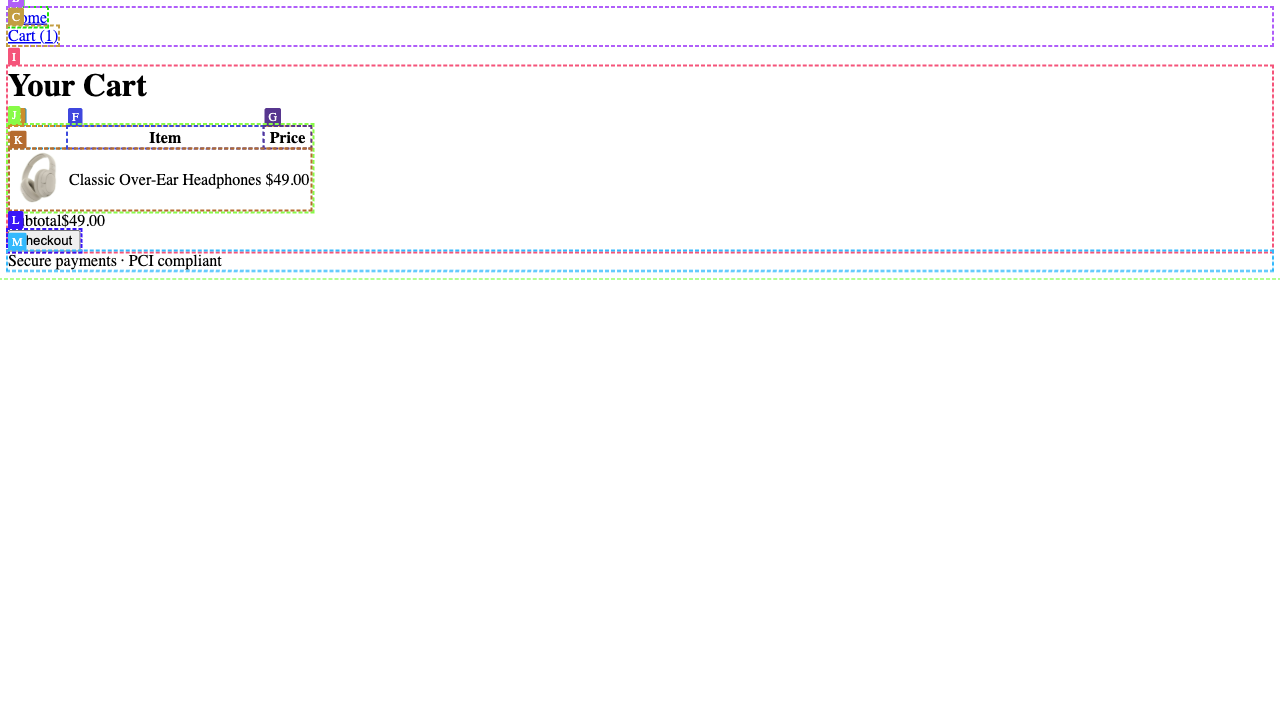 C ome
Cart (1)
I
Your Cart
J F G
K Item Price
Classic Over-Ear Headphones $49.00
L btotal$49.00
M heckout
Secure payments · PCI compliant